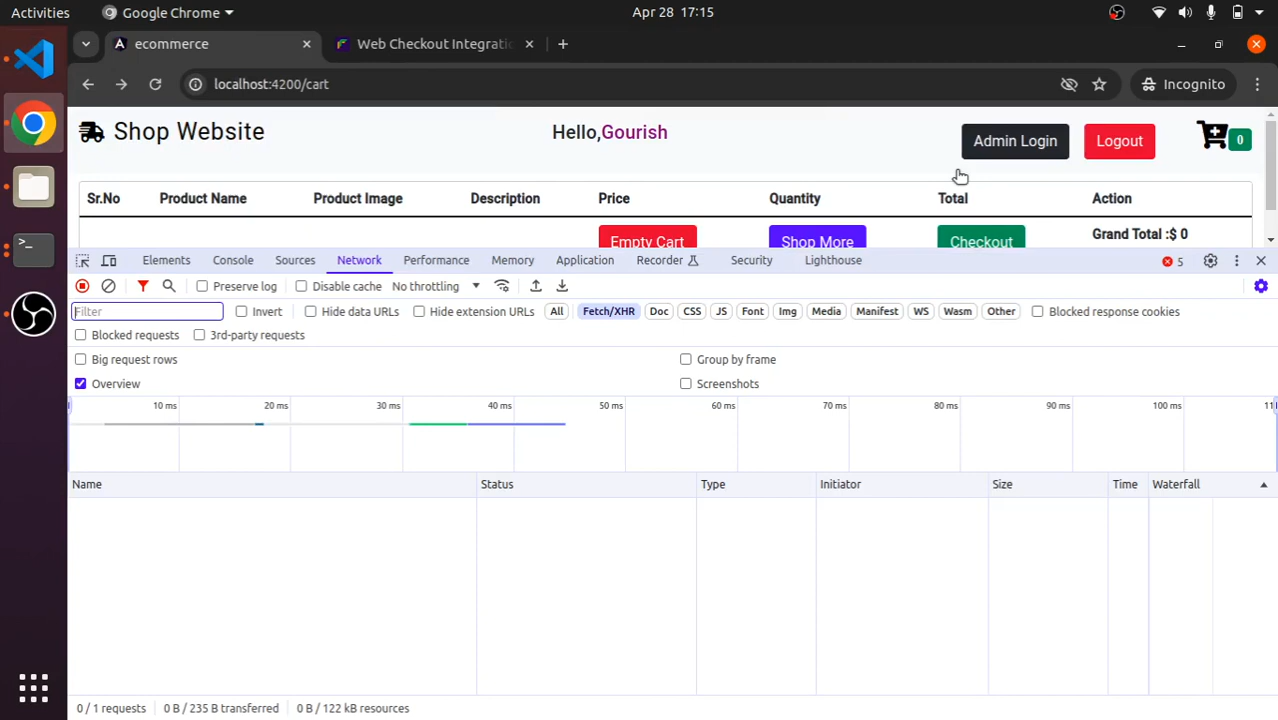 Activities Google Chrome Apr 28 17:15
ecommerce Web Checkout Integrati
localhost:4200/cart Incognito
Shop Website Hello,Gourish Admin Login Logout 0
Sr.No Product Name Product Image Description Price Quantity Total Action
Empty Cart Shop More Checkout Grand Total :$ 0
Elements Console Sources Network Performance Memory Application Recorder Security Lighthouse 5
Preserve log Disable cache No throttling
Filter Invert Hide data URLs Hide extension URLs All Fetch/XHR Doc CSS JS Font Img Media Manifest WS Wasm Other Blocked response cookies
Blocked requests 3rd-party requests
Big request rows Group by frame
Overview Screenshots
10 ms 20 ms 30 ms 40 ms 50 ms 60 ms 70 ms 80 ms 90 ms 100 ms 11
Name Status Type Initiator Size Time Waterfall
0 / 1 requests 0 B / 235 B transferred 0 B / 122 kB resources